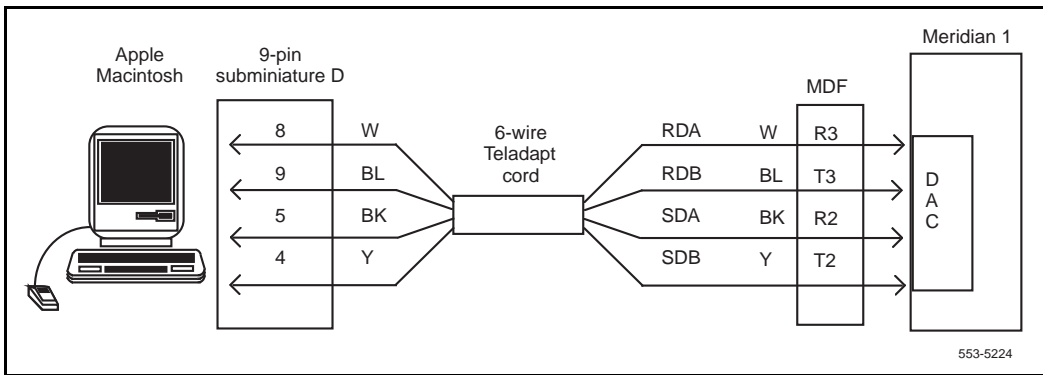 Apple
Macintosh
9-pin
subminiature D
Meridian 1
MDF
6-wire
Teladapt
cord
8 W RDA W R3
9 BL RDB BL T3
5 BK SDA BK R2
4 Y SDB Y T2
D
A
C
553-5224